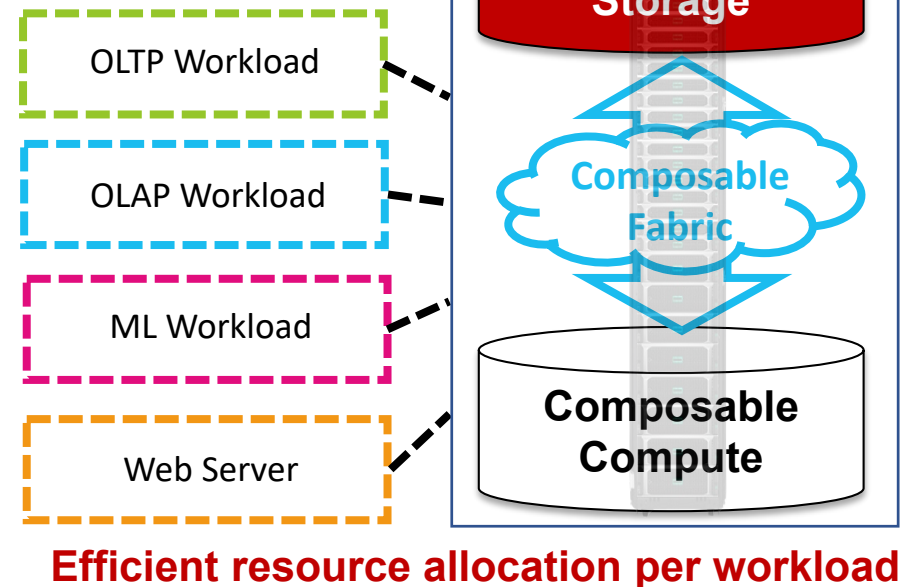 Storage
OLTP Workload
OLAP Workload
Composable
Fabric
ML Workload
Composable
Compute
Web Server
Efficient resource allocation per workload